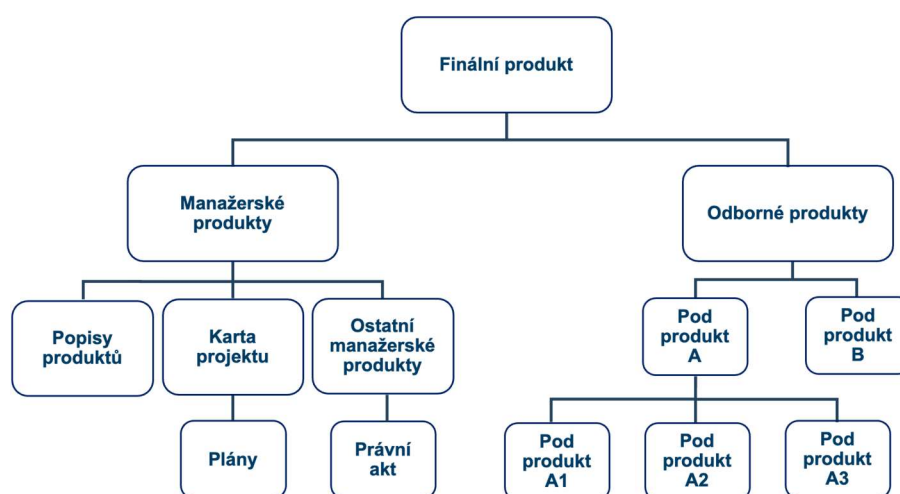 Finální produkt
Manažerské
produkty
Odborné produkty
Popisy
produktů
Karta
projektu
Ostatní
manažerské
produkty
Pod
produkt
A
Pod
produkt
B
Plány
Právní
akt
Pod
produkt
A1
Pod
produkt
A2
Pod
produkt
A3